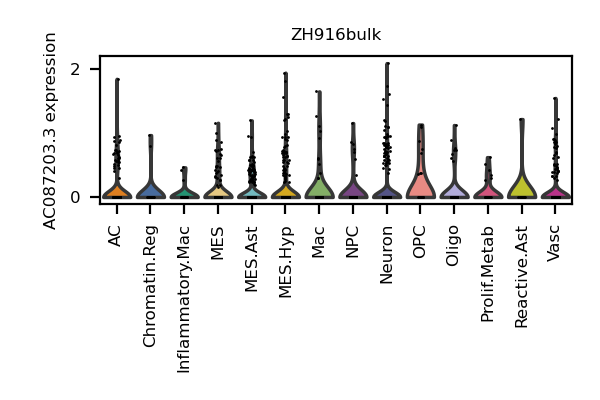 ZH916bulk
AC087203.3 expression
2
0
AC
Chromatin.Reg
Inflammatory.Mac
MES
MES.Ast
MES.Hyp
Mac
NPC
Neuron
OPC
Oligo
Prolif.Metab
Reactive.Ast
Vasc